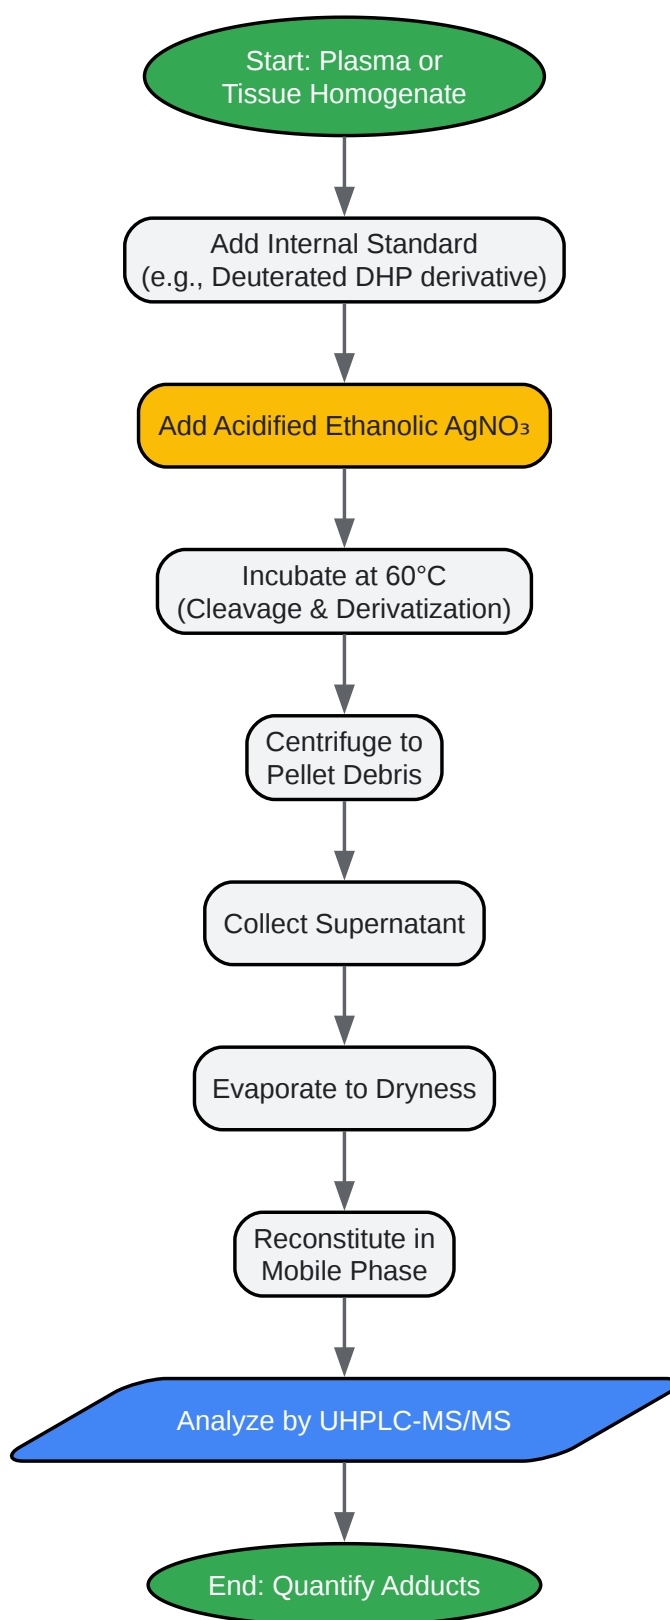 Start: Plasma or
Tissue Homogenate
Add Internal Standard
(e.g., Deuterated DHP derivative)
Add Acidified Ethanolic AgNO₃
Incubate at 60°C
(Cleavage & Derivatization)
Centrifuge to
Pellet Debris
Collect Supernatant
Evaporate to Dryness
Reconstitute in
Mobile Phase
Analyze by UHPLC-MS/MS
End: Quantify Adducts